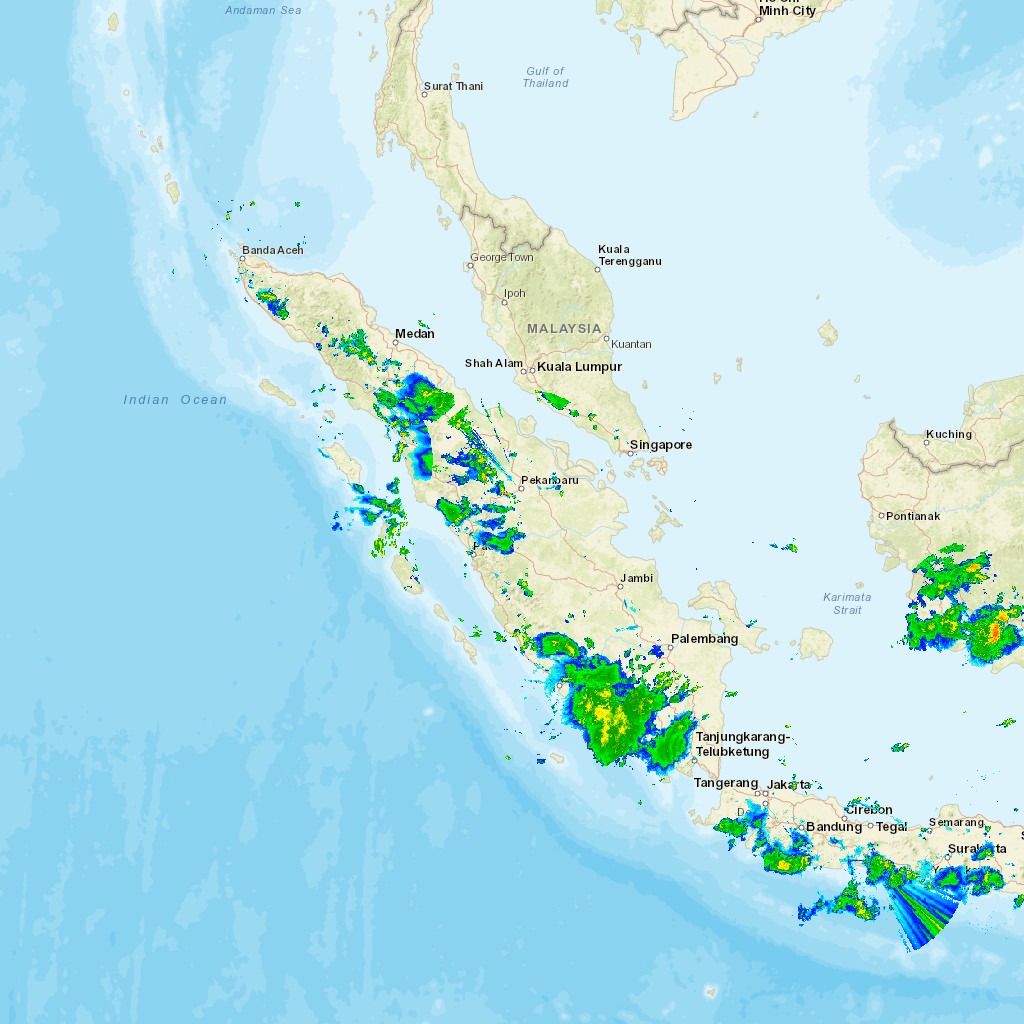 Andaman Sea
Minh City
Gulf of
Thailand
Surat Thani
Banda Aceh
George Town
Kuala
Terengganu
Ipoh
MALAYSIA
Medan
Kuantan
Shah Alam
Kuala Lumpur
Indian Ocean
Singapore
Kuching
Pekanbaru
Pontianak
Jambi
Karimata
Strait
Palembang
Tanjungkarang-
Telubketung
Tangerang
Jakarta
Cirebon
Bandung
Tegal
Semarang
Surakarta